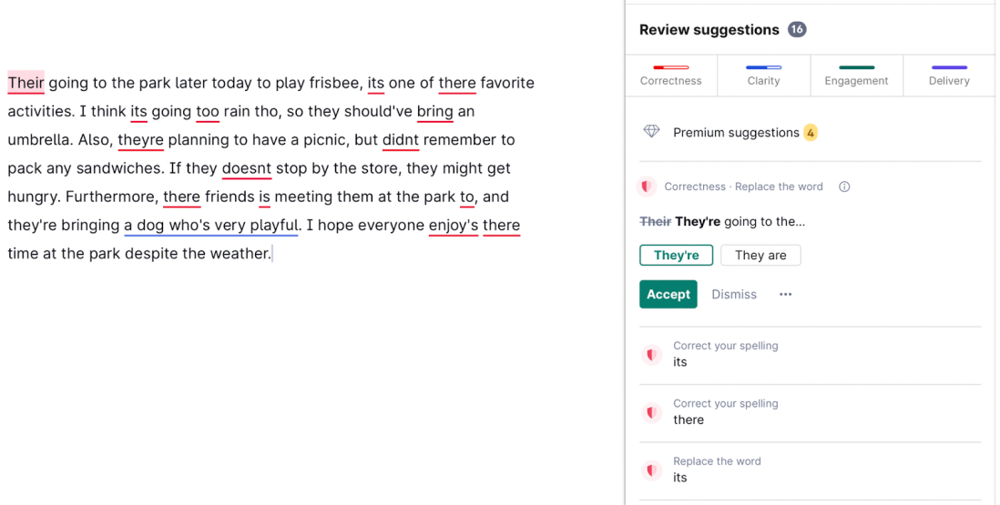 Their going to the park later today to play frisbee, its one of there favorite
activities. I think its going too rain tho, so they should've bring an
umbrella. Also, theyre planning to have a picnic, but didnt remember to
pack any sandwiches. If they doesnt stop by the store, they might get
hungry. Furthermore, there friends is meeting them at the park to, and
they're bringing a dog who's very playful. I hope everyone enjoy's there
time at the park despite the weather.
Review suggestions 16
Correctness Clarity Engagement Delivery
Premium suggestions 4
Correctness · Replace the word
Their They're going to the...
They're They are
Accept Dismiss
Correct your spelling
its
Correct your spelling
there
Replace the word
its